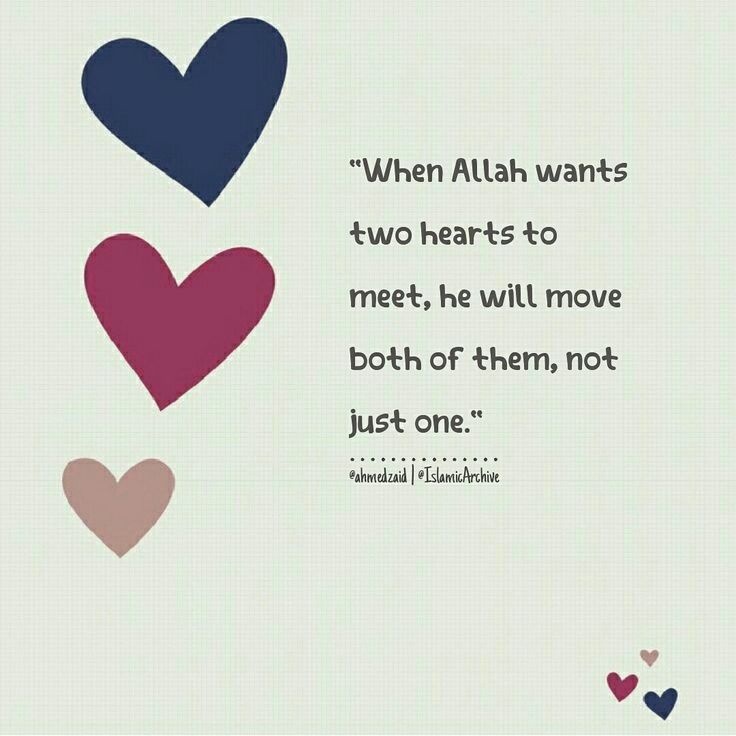 "When Allah wants
two hearts to
meet, he will move
both of them, not
just one."
...............
@ahmedzaid | @IslamicArchive